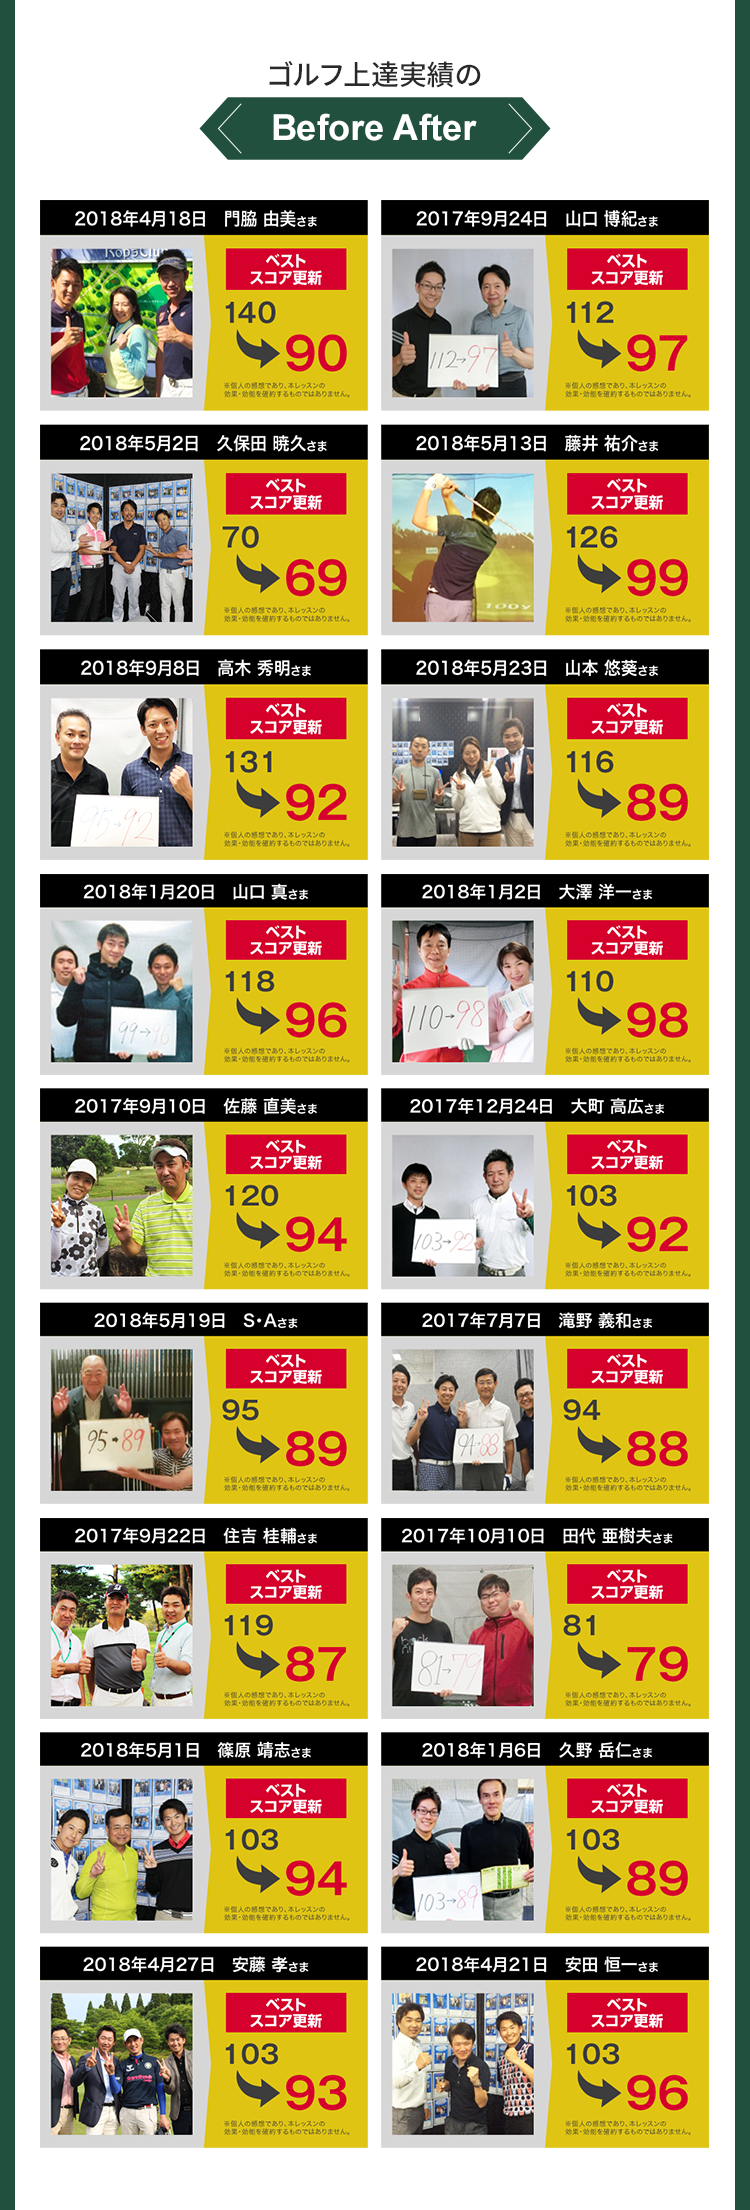 ゴルフ上達実績の
Before After
2018年4月18日 門脇 由美さま
ベスト
スコア更新
140
90
※個人の感想であり、本レッスンの
効果・効能を確約するものではありません。
2017年9月24日 山口 博紀さま
112→97
ベスト
スコア更新
112
97
※個人の感想であり、本レッスンの
効果・効能を確約するものではありません。
2018年5月2日 久保田 暁久さま
ベスト
スコア更新
70
69
※個人の感想であり、本レッスンの
効果・効能を確約するものではありません。
2018年5月13日 藤井 祐介さま
100y
ベスト
スコア更新
126
99
※個人の感想であり、本レッスンの
効果・効能を確約するものではありません。
2018年9月8日 高木 秀明さま
95→92
ベスト
スコア更新
131
92
※個人の感想であり、本レッスンの
効果・効能を確約するものではありません。
2018年5月23日 山本 悠葵さま
ベスト
スコア更新
116
89
※個人の感想であり、本レッスンの
効果・効能を確約するものではありません。
2018年1月20日 山口 真さま
99→96
ベスト
スコア更新
118
96
※個人の感想であり、本レッスンの
効果・効能を確約するものではありません。
2018年1月2日 大澤 洋一さま
110→98
ベスト
スコア更新
110
98
※個人の感想であり、本レッスンの
効果・効能を確約するものではありません。
2017年9月10日 佐藤 直美さま
ベスト
スコア更新
120
94
※個人の感想であり、本レッスンの
効果・効能を確約するものではありません。
2017年12月24日 大町 高広さま
103→92
ベスト
スコア更新
103
92
※個人の感想であり、本レッスンの
効果・効能を確約するものではありません。
2018年5月19日 S・Aさま
95→89
ベスト
スコア更新
95
89
※個人の感想であり、本レッスンの
効果・効能を確約するものではありません。
2017年7月7日 滝野 義和さま
94→88
ベスト
スコア更新
94
88
※個人の感想であり、本レッスンの
効果・効能を確約するものではありません。
2017年9月22日 住吉 桂輔さま
ベスト
スコア更新
119
87
※個人の感想であり、本レッスンの
効果・効能を確約するものではありません。
2017年10月10日 田代 亜樹夫さま
81→79
ベスト
スコア更新
81
79
※個人の感想であり、本レッスンの
効果・効能を確約するものではありません。
2018年5月1日 篠原 靖志さま
ベスト
スコア更新
103
94
※個人の感想であり、本レッスンの
効果・効能を確約するものではありません。
2018年1月6日 久野 岳仁さま
103→89
ベスト
スコア更新
103
89
※個人の感想であり、本レッスンの
効果・効能を確約するものではありません。
2018年4月27日 安藤 孝さま
ベスト
スコア更新
103
93
※個人の感想であり、本レッスンの
効果・効能を確約するものではありません。
2018年4月21日 安田 恒一さま
ベスト
スコア更新
103
96
※個人の感想であり、本レッスンの
効果・効能を確約するものではありません。